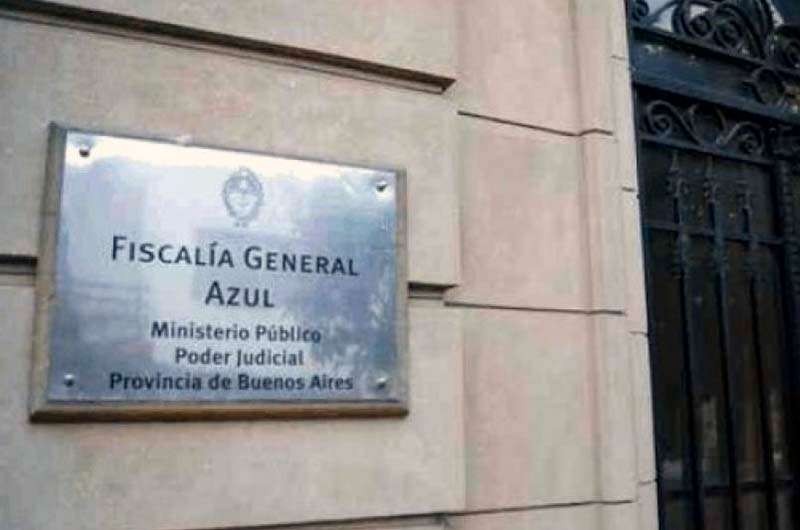 FISCALÍA GENERAL
AZUL
Ministerio Público
Poder Judicial
Provincia de Buenos Aires